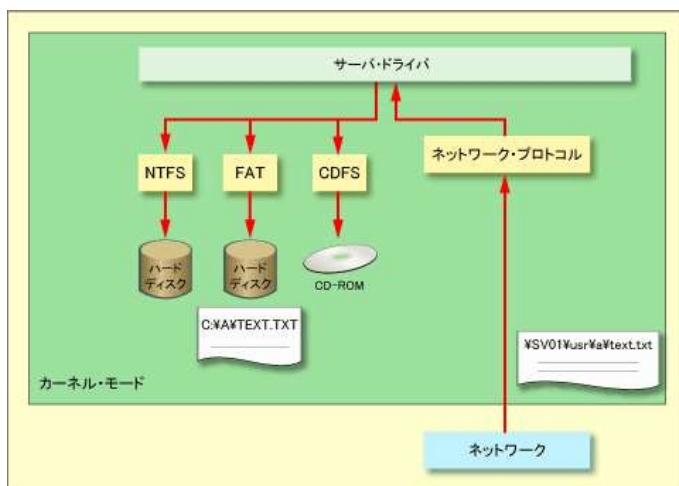 サーバ・ドライバ
NTFS
FAT
CDFS
ネットワーク・プロトコル
ハード
ディスク
ハード
ディスク
CD-ROM
C:¥A¥TEXT.TXT
¥SV01¥usr¥a¥text.txt
カーネル・モード
ネットワーク